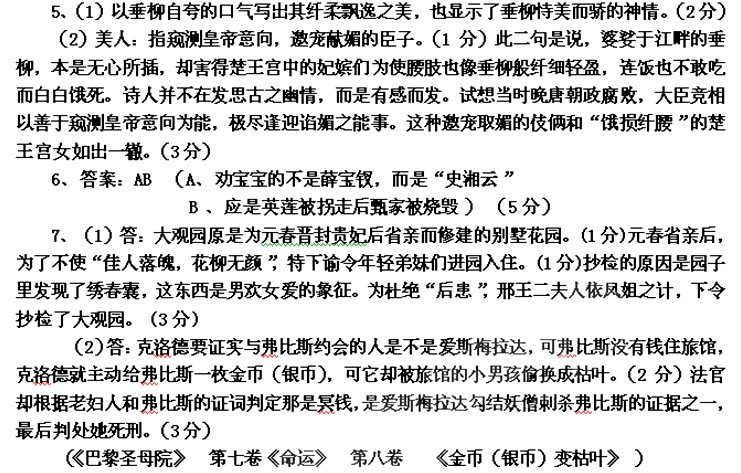 5、（1）以垂柳自夸的口气写出其纤柔飘逸之美，也显示了垂柳恃美而骄的神情。（2分）
（2）美人：指窥测皇帝意向，邀宠献媚的臣子。（1 分）此二句是说，婆娑于江畔的垂
柳，本是无心所插，却害得楚王宫中的妃嫔们为使腰肢也像垂柳般纤细轻盈，连饭也不敢吃
而白白饿死。诗人并不在发思古之幽情，而是有感而发。试想当时晚唐朝政腐败，大臣竞相
以善于窥测皇帝意向为能，极尽逢迎谄媚之能事。这种邀宠取媚的伎俩和“饿损纤腰”的楚
王宫女如出一辙。（3分）
6、答案：AB （A、劝宝宝的不是薛宝钗，而是“史湘云”
B 、应是英莲被拐走后甄家被烧毁 ）（5分）
7、（1）答：大观园原是为元春晋封贵妃后省亲而修建的别墅花园。（1分）元春省亲后，
为了不使“佳人落魄，花柳无颜”，特下谕令年轻弟妹们进园入住。（1分）抄检的原因是园子
里发现了绣春囊，这东西是男欢女爱的象征。为杜绝“后患”，邢王二夫人依凤姐之计，下令
抄检了大观园。（3分）
（2）答：克洛德要证实与弗比斯约会的人是不是爱斯梅拉达，可弗比斯没有钱住旅馆，
克洛德就主动给弗比斯一枚金币（银币），可它却被旅馆的小男孩偷换成枯叶。（2 分）法官
却根据老妇人和弗比斯的证词判定那是冥钱，是爱斯梅拉达勾结妖僧刺杀弗比斯的证据之一，
最后判处她死刑。（3分）
（《巴黎圣母院》 第七卷《命运》 第八卷 《金币（银币）变枯叶》 ）